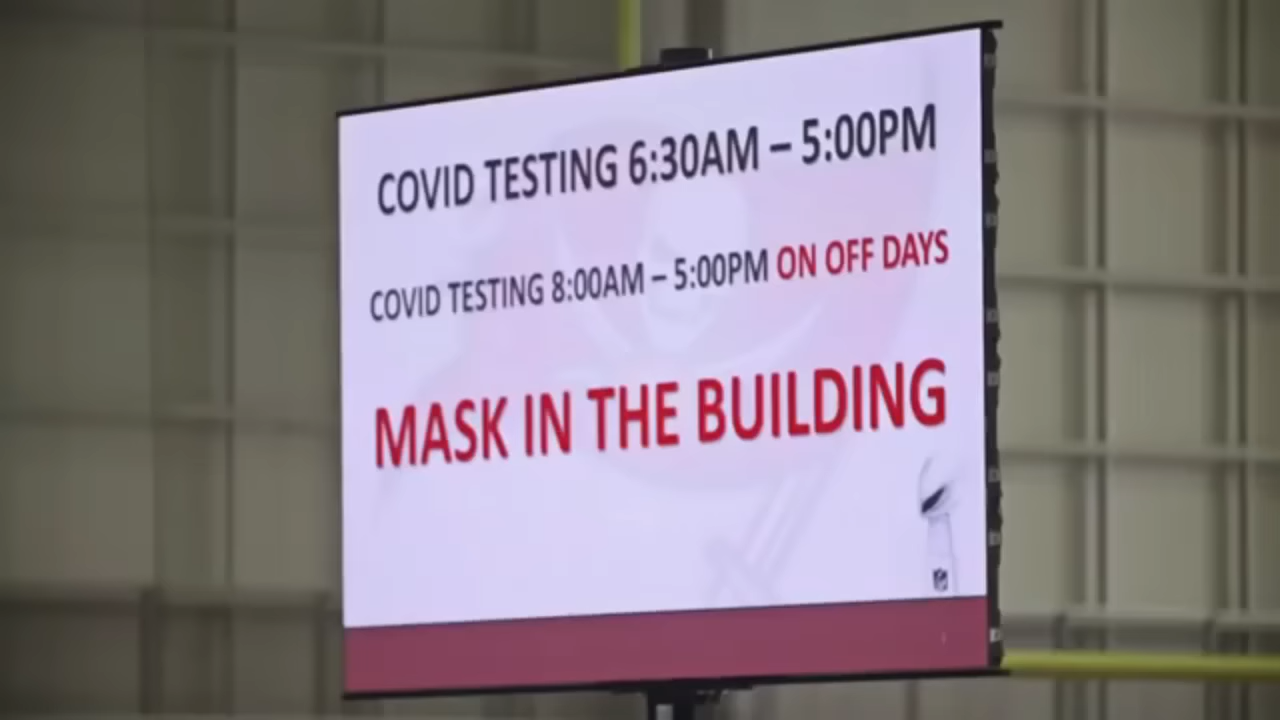 COVID TESTING 6:30AM – 5:00PM
COVID TESTING 8:00AM – 5:00PM ON OFF DAYS
MASK IN THE BUILDING